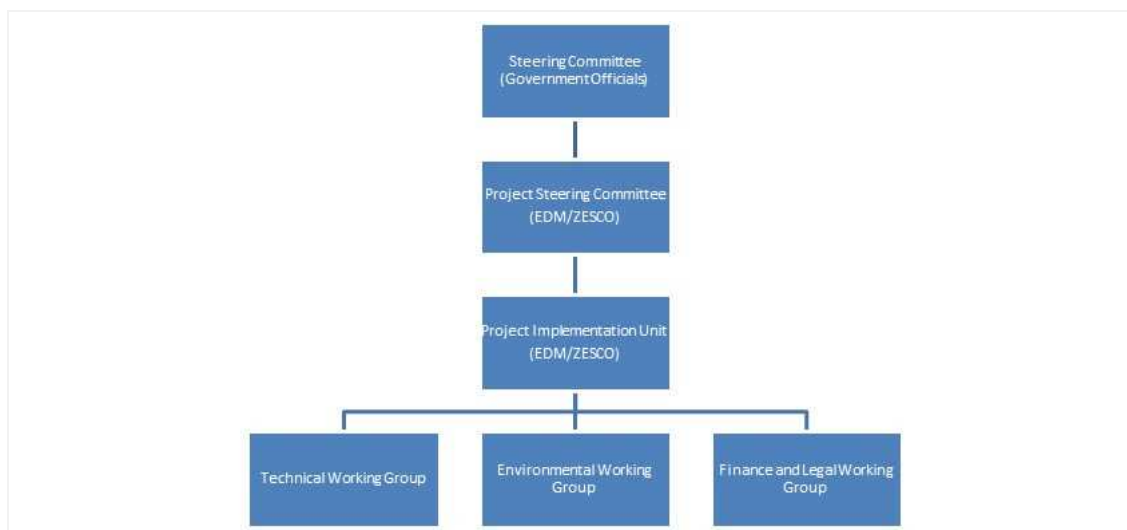 Steering Committee
(Government Officials)
Project Steering Committee
(EDM/ZESCO)
Project Implementation Unit
(EDM/ZESCO)
Technical Working Group
Environmental Working
Group
Finance and Legal Working
Group